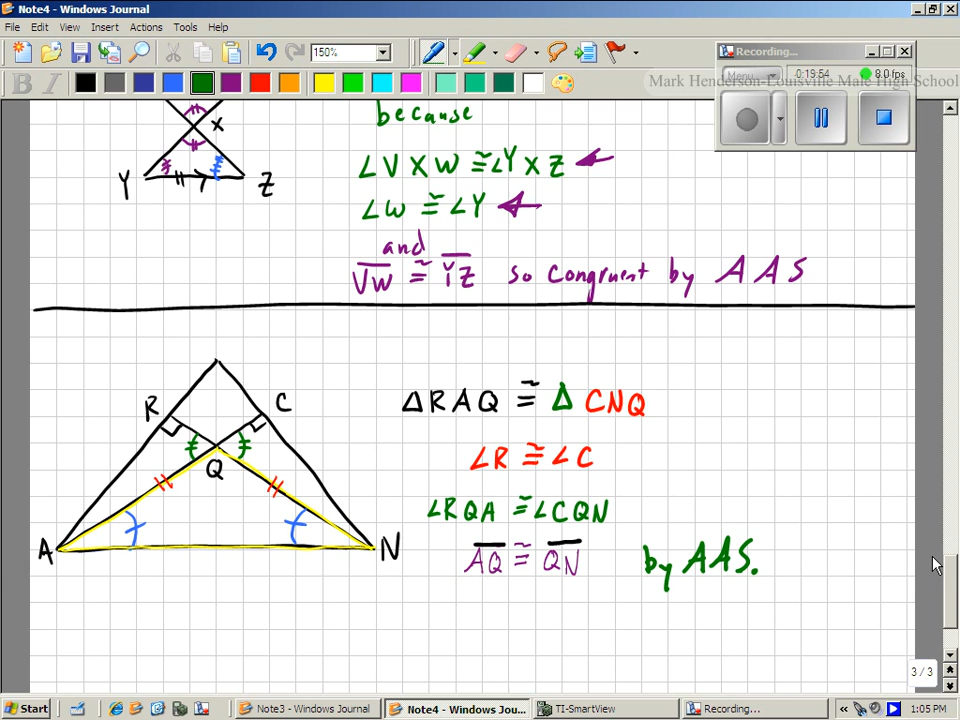 Note4 - Windows Journal
File Edit View Insert Actions Tools Help
150%
Recording...
Menu
0:19:54
8.0 fps
Mark Henderson-Louisville Male High School
B I
X
Y
Z
because
∠VXW ≅ ∠YXZ
∠W ≅ ∠Y
and
VW ≅ YZ so congruent by AAS
R
C
Q
A
N
ΔRAQ ≅ Δ CNQ
∠R ≅ ∠C
∠RQA ≅ ∠CQN
AQ ≅ QN by AAS.
3 / 3
Start
Note3 - Windows Journal
Note4 - Windows Jou...
TI-SmartView
Recording...
1:05 PM